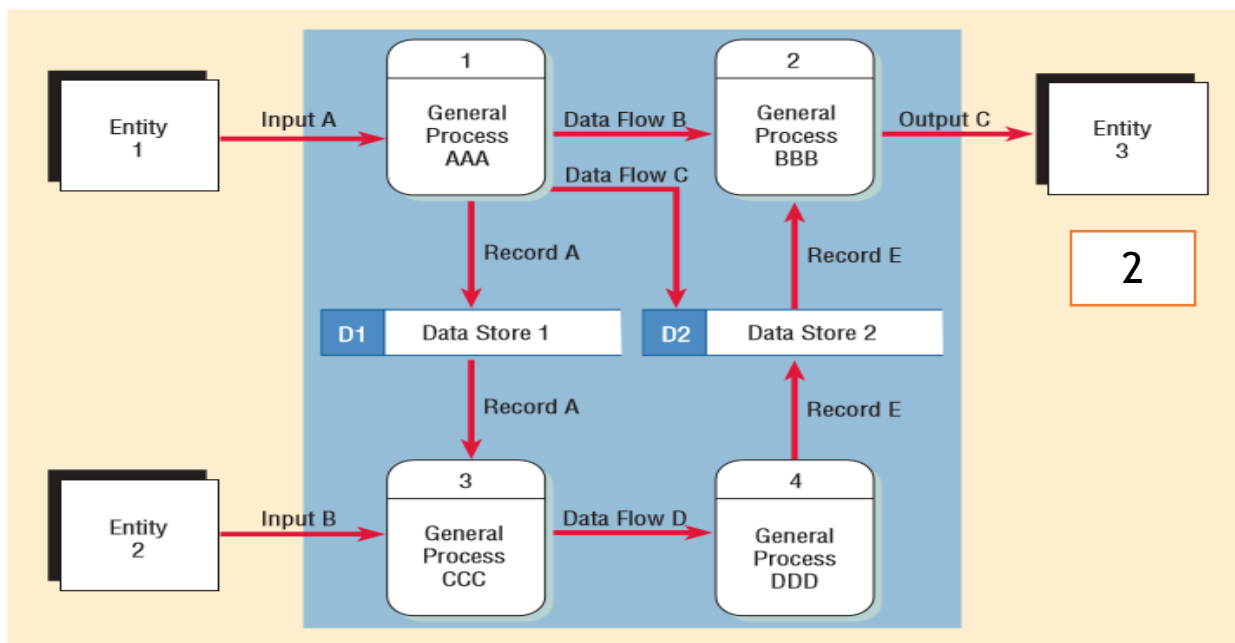 1
2
General
Process
AAA
General
Process
BBB
Entity
1
Input A
Data Flow B
Output C
Entity
3
Data Flow C
Record A
Record E
2
D1
Data Store 1
D2
Data Store 2
Record A
Record E
3
4
Entity
2
Input B
General
Process
CCC
Data Flow D
General
Process
DDD